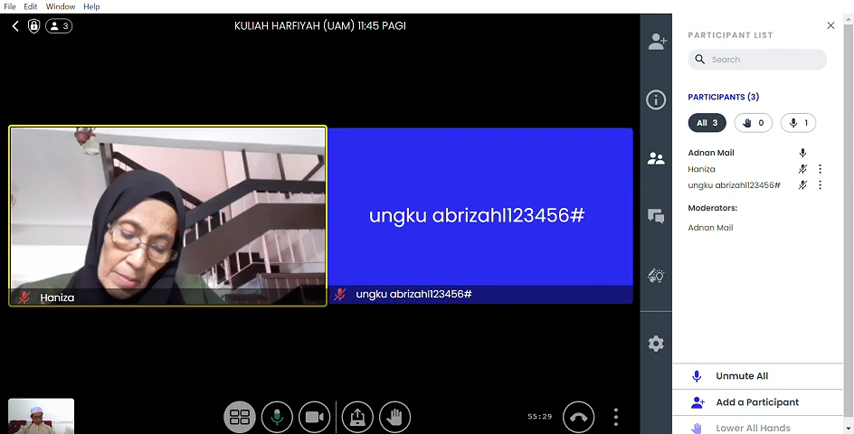 File Edit Window Help
3
KULIAH HARFIYAH (UAM) 11:45 PAGI
Haniza
ungku abrizahl123456#
ungku abrizahl123456#
55:29
PARTICIPANT LIST
Search
PARTICIPANTS (3)
All 3 0 1
Adnan Mail
Haniza
ungku abrizahl123456#
Moderators:
Adnan Mail
Unmute All
Add a Participant
Lower All Hands